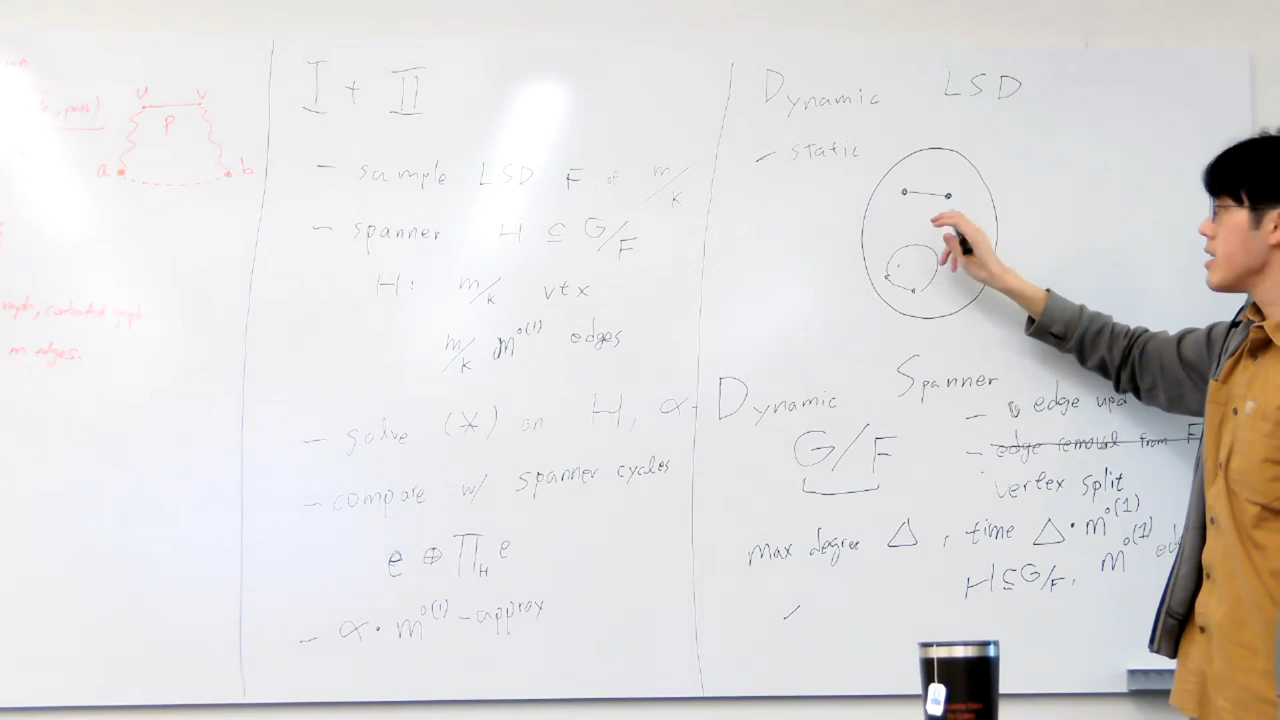 u v
, path)
P
a b
m edges.
I + II
- sample LSD F of m/k
- spanner H ⊆ G/F
H: m/k vtx
m/k m^o(1) edges
- solve (*) on H, α-
- compare w/ spanner cycles
e ⊕ Π_H e
- α · m^o(1) -approx
Dynamic LSD
- static
Dynamic Spanner
G/F
- edge upd
- edge removal from F
vertex split
max degree Δ, time Δ · m^o(1)
H ⊆ G/F, m^o(1)